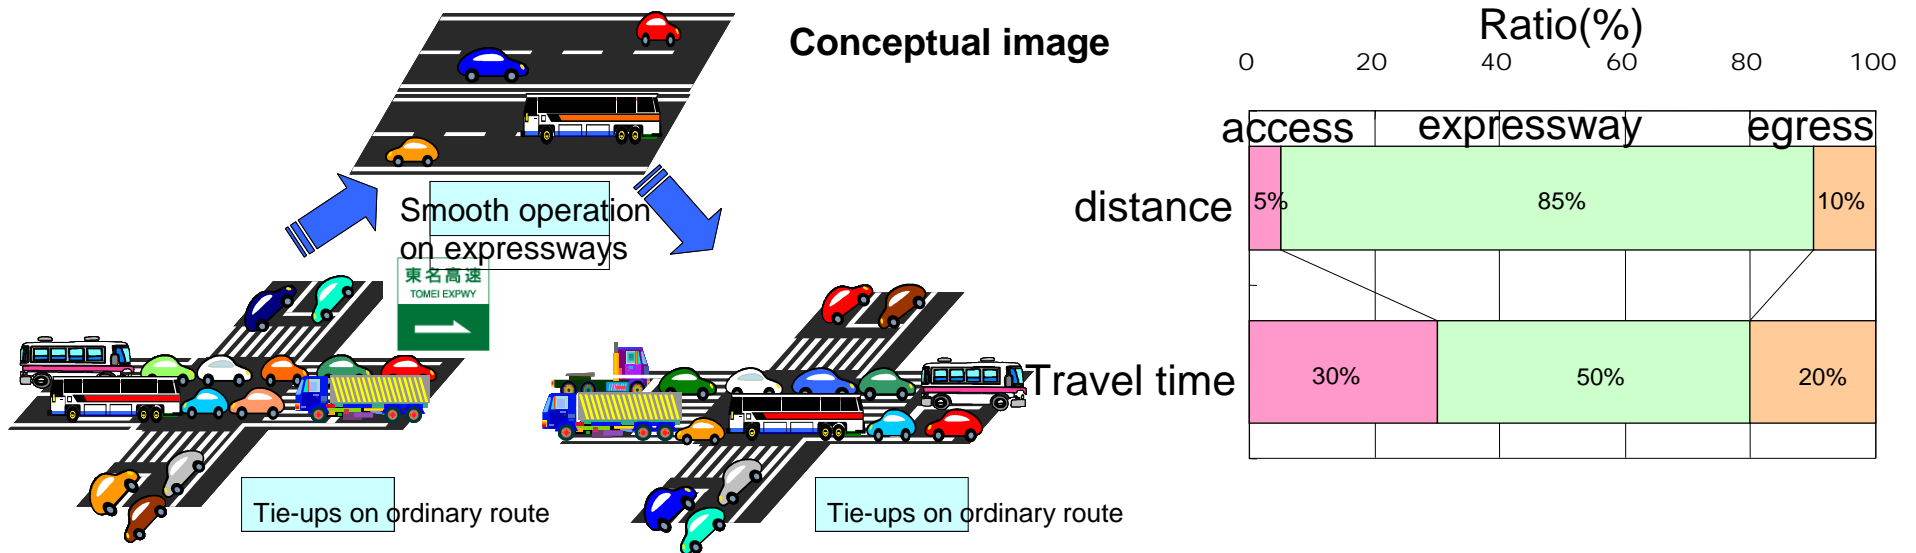 Conceptual image
Smooth operation
on expressways
東名高速
TOMEI EXPWY
Tie-ups on ordinary route
Tie-ups on ordinary route
Ratio(%)
0 20 40 60 80 100
access expressway egress
distance 5% 85% 10%
Travel time 30% 50% 20%